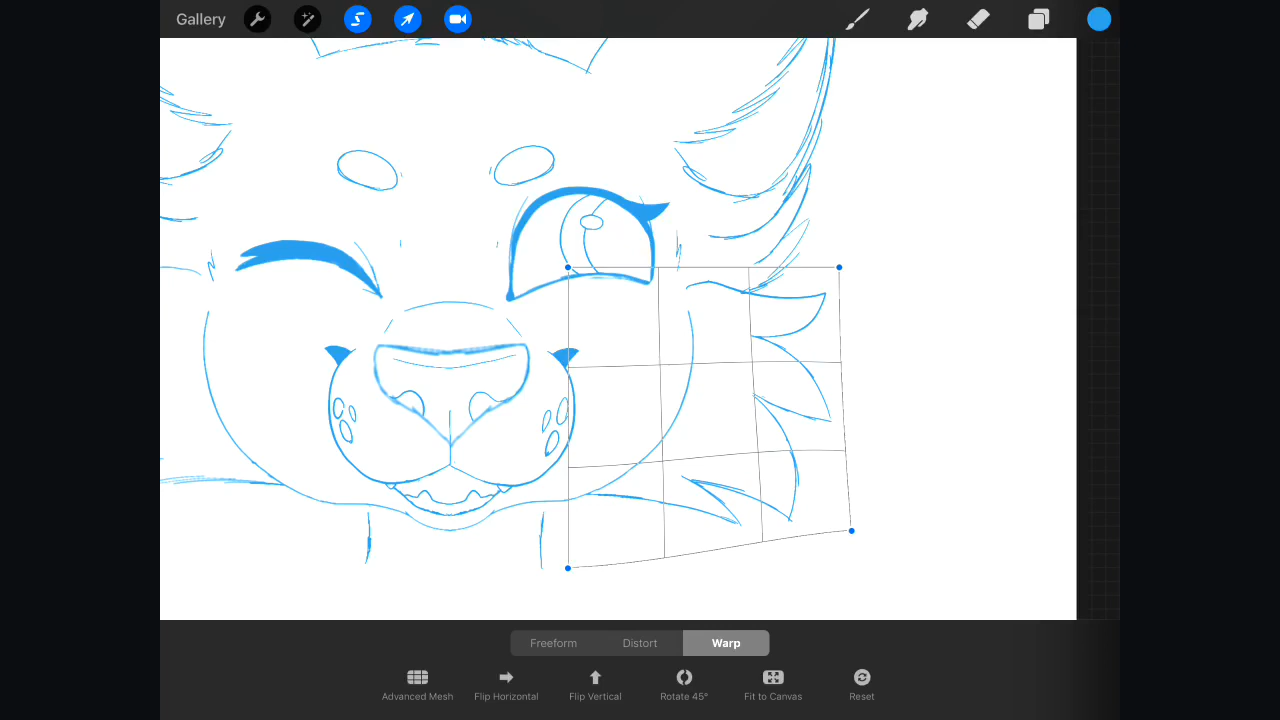 Gallery
Freeform Distort Warp
Advanced Mesh Flip Horizontal Flip Vertical Rotate 45° Fit to Canvas Reset